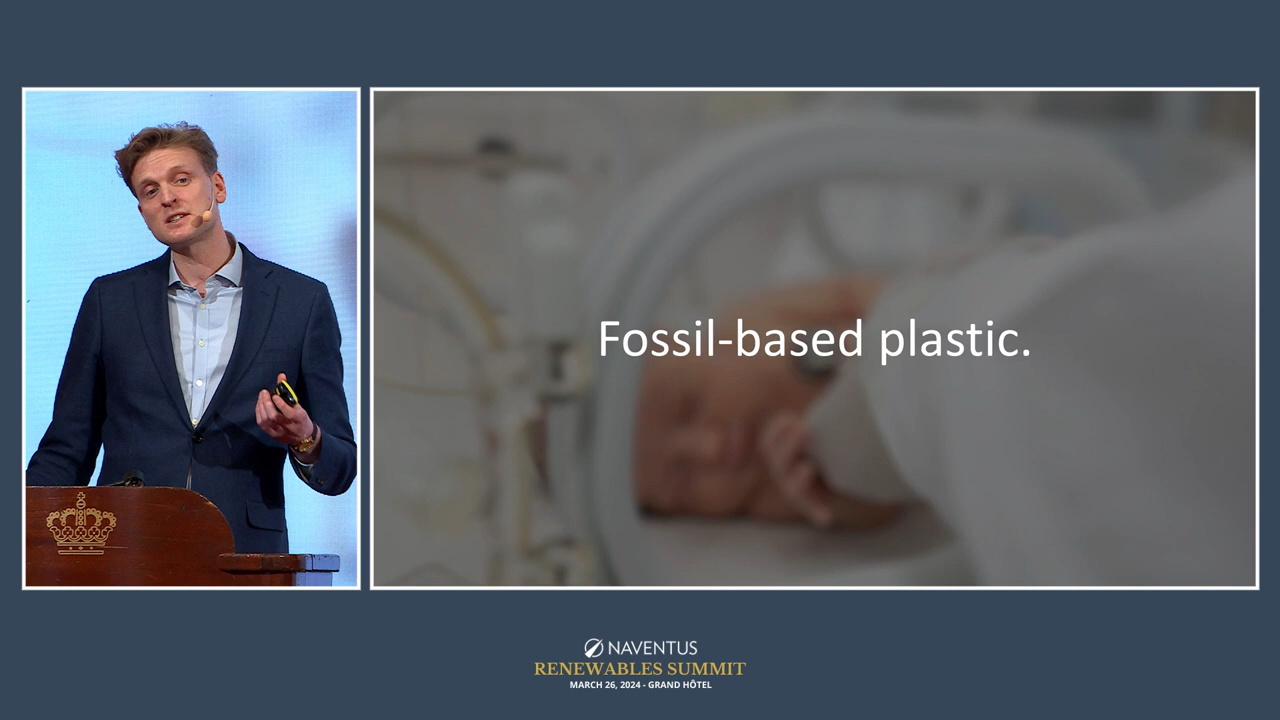 Fossil-based plastic.
NAVENTUS
RENEWABLES SUMMIT
MARCH 26, 2024 - GRAND HÔTEL